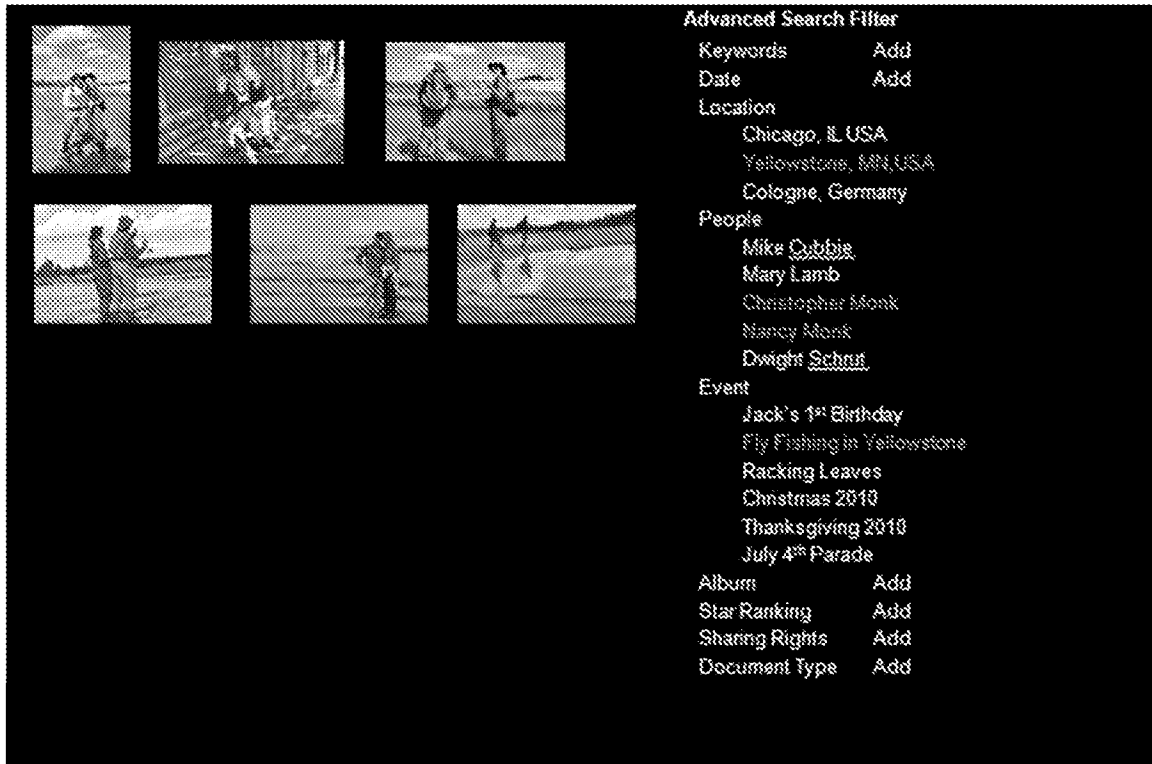 Advanced Search Filter
Keywords Add
Date Add
Location
Chicago, IL USA
Yellowstone, MN,USA
Cologne, Germany
People
Mike Cubbie
Mary Lamb
Christopher Monk
Nancy Monk
Dwight Schrut
Event
Jack's 1st Birthday
Fly Fishing in Yellowstone
Racking Leaves
Christmas 2010
Thanksgiving 2010
July 4th Parade
Album Add
Star Ranking Add
Sharing Rights Add
Document Type Add